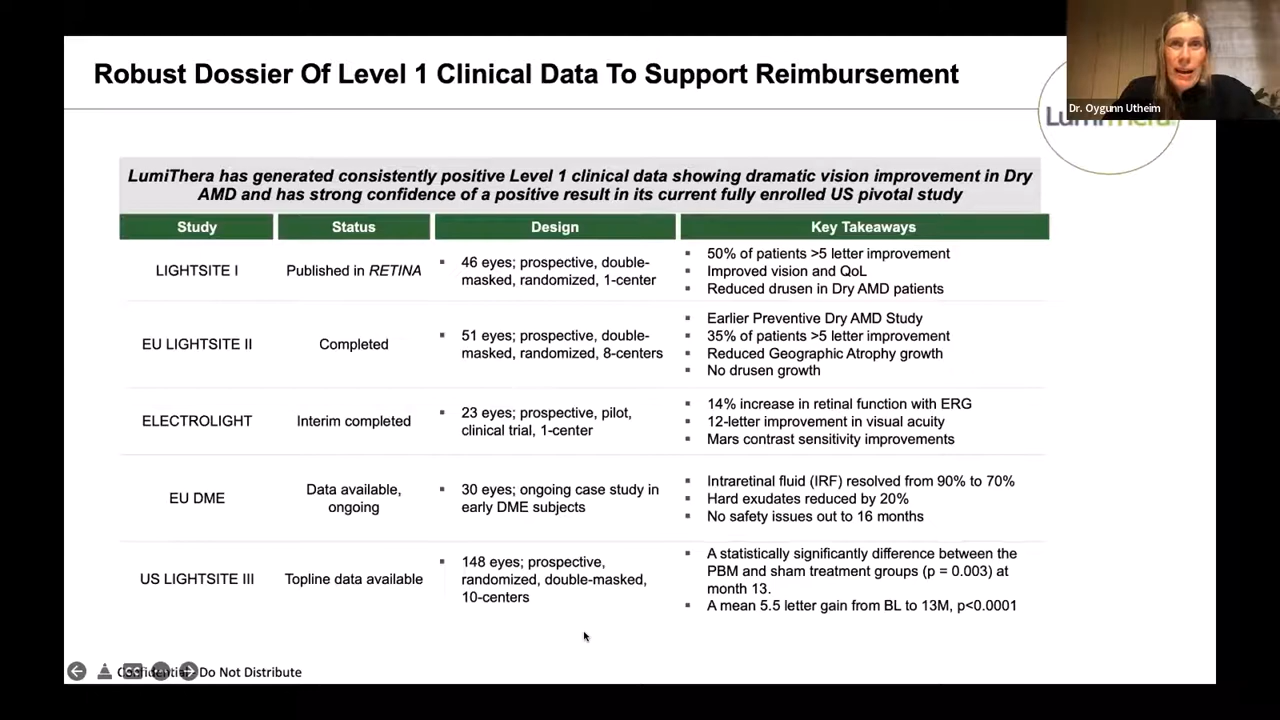 Robust Dossier Of Level 1 Clinical Data To Support Reimbursement
Dr. Oygunn Utheim
LumiThera has generated consistently positive Level 1 clinical data showing dramatic vision improvement in Dry
AMD and has strong confidence of a positive result in its current fully enrolled US pivotal study
Study
Status
Design
Key Takeaways
LIGHTSITE I
Published in RETINA
▪ 46 eyes; prospective, double-
masked, randomized, 1-center
▪ 50% of patients >5 letter improvement
▪ Improved vision and QoL
▪ Reduced drusen in Dry AMD patients
EU LIGHTSITE II
Completed
▪ 51 eyes; prospective, double-
masked, randomized, 8-centers
▪ Earlier Preventive Dry AMD Study
▪ 35% of patients >5 letter improvement
▪ Reduced Geographic Atrophy growth
▪ No drusen growth
ELECTROLIGHT
Interim completed
▪ 23 eyes; prospective, pilot,
clinical trial, 1-center
▪ 14% increase in retinal function with ERG
▪ 12-letter improvement in visual acuity
▪ Mars contrast sensitivity improvements
EU DME
Data available,
ongoing
▪ 30 eyes; ongoing case study in
early DME subjects
▪ Intraretinal fluid (IRF) resolved from 90% to 70%
▪ Hard exudates reduced by 20%
▪ No safety issues out to 16 months
US LIGHTSITE III
Topline data available
▪ 148 eyes; prospective,
randomized, double-masked,
10-centers
▪ A statistically significantly difference between the
PBM and sham treatment groups (p = 0.003) at
month 13.
▪ A mean 5.5 letter gain from BL to 13M, p<0.0001
Do Not Distribute